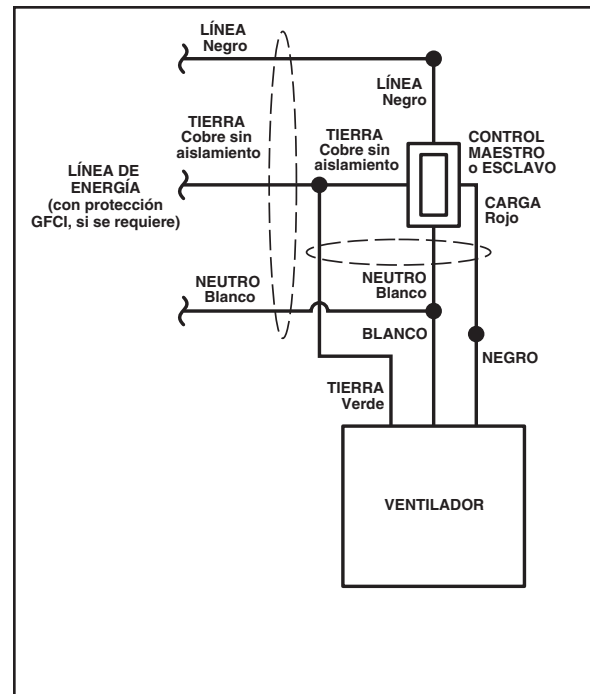 LÍNEA
Negro
LÍNEA
Negro
TIERRA
Cobre sin
aislamiento
TIERRA
Cobre sin
aislamiento
CONTROL
MAESTRO
o ESCLAVO
LÍNEA DE
ENERGÍA
(con protección
GFCI, si se requiere)
CARGA
Rojo
NEUTRO
Blanco
NEUTRO
Blanco
BLANCO
NEGRO
TIERRA
Verde
VENTILADOR